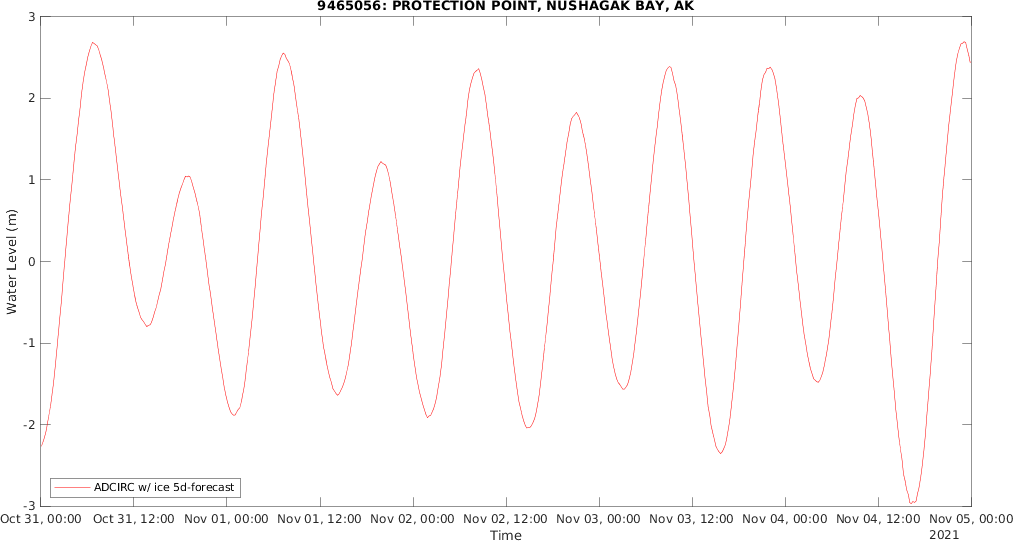 9465056: PROTECTION POINT, NUSHAGAK BAY, AK
3
2
1
0
-1
-2
-3
Water Level (m)
ADCIRC w/ ice 5d-forecast
Oct 31, 00:00 Oct 31, 12:00 Nov 01, 00:00 Nov 01, 12:00 Nov 02, 00:00 Nov 02, 12:00 Nov 03, 00:00 Nov 03, 12:00 Nov 04, 00:00 Nov 04, 12:00 Nov 05, 00:00
Time
2021